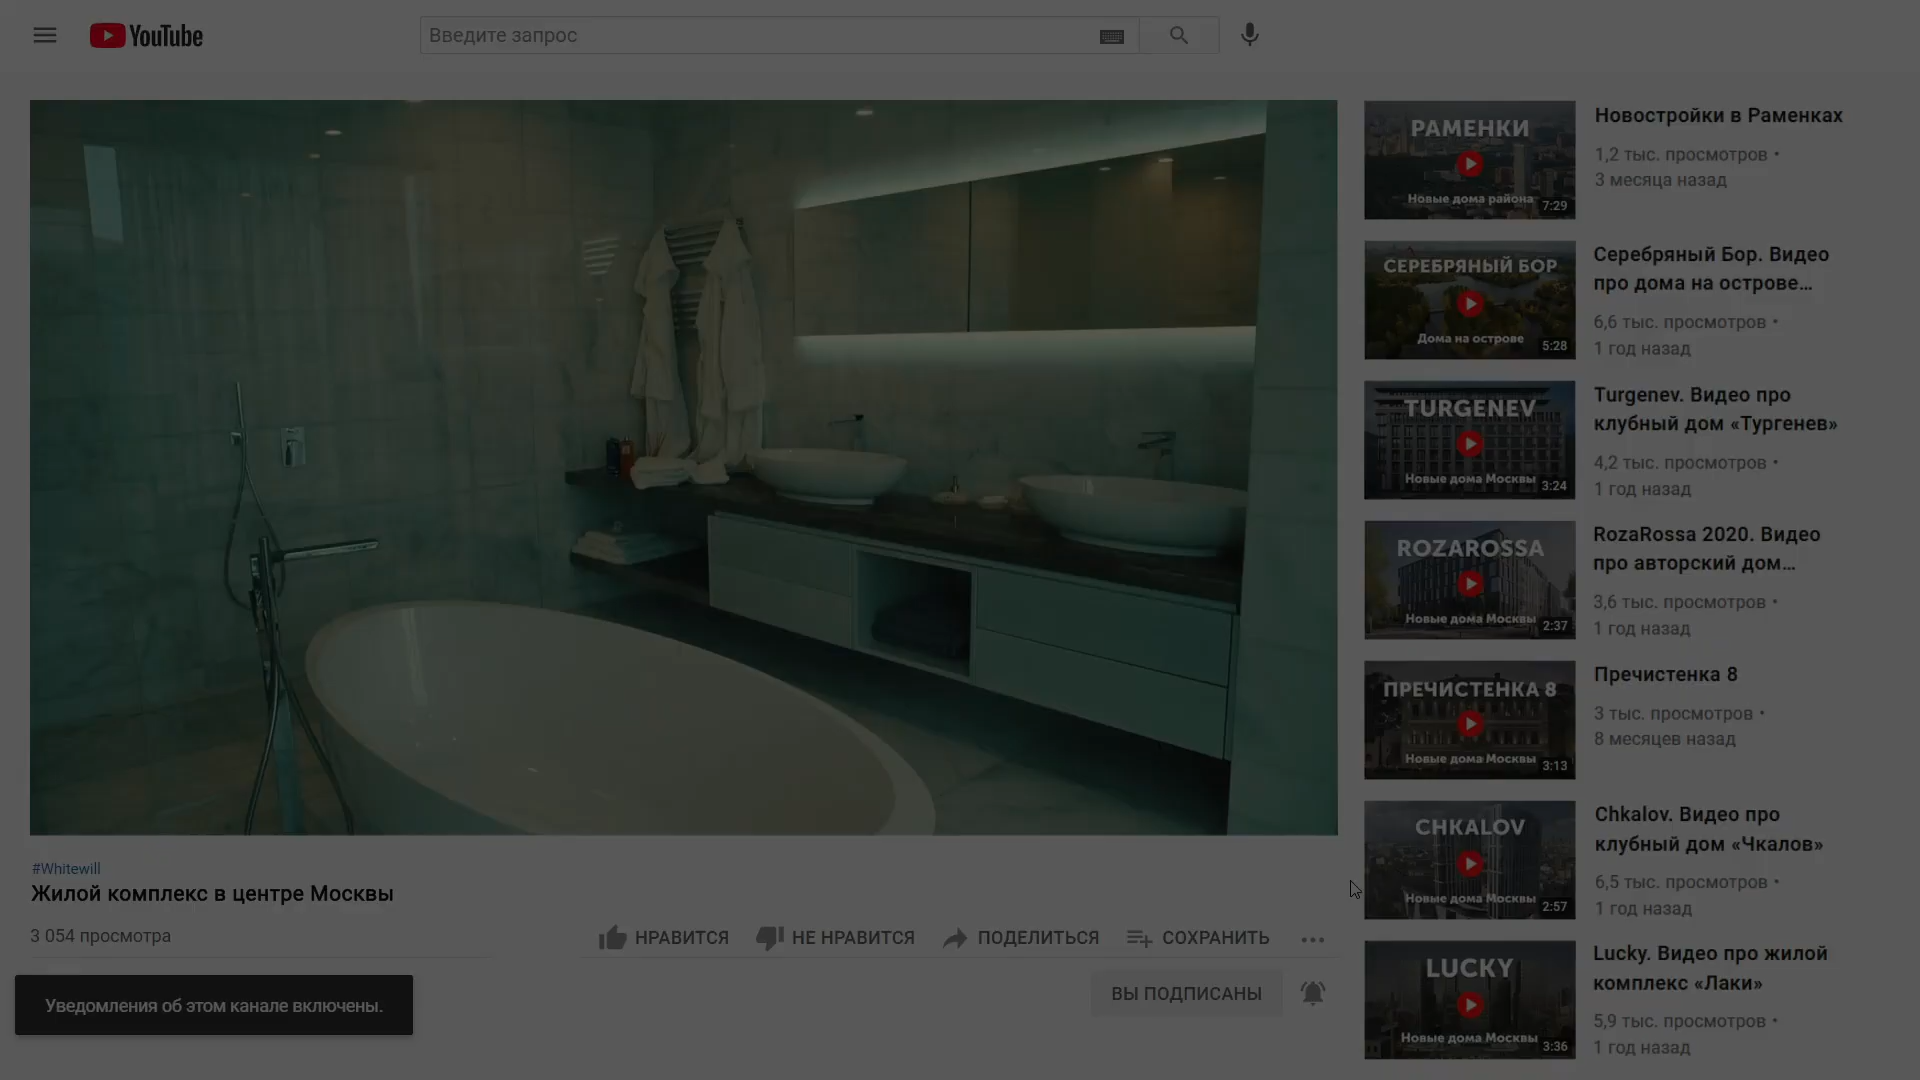 YouTube
Введите запрос
#Whitewill
Жилой комплекс в центре Москвы
3 054 просмотра
НРАВИТСЯ
НЕ НРАВИТСЯ
ПОДЕЛИТЬСЯ
СОХРАНИТЬ
Уведомления об этом канале включены.
ВЫ ПОДПИСАНЫ
РАМЕНКИ
Новые дома района
7:29
Новостройки в Раменках
1,2 тыс. просмотров •
3 месяца назад
СЕРЕБРЯНЫЙ БОР
Дома на острове
5:28
Серебряный Бор. Видео
про дома на острове...
6,6 тыс. просмотров •
1 год назад
TURGENEV
Новые дома Москвы
3:24
Turgenev. Видео про
клубный дом «Тургенев»
4,2 тыс. просмотров •
1 год назад
ROZAROSSA
Новые дома Москвы
2:37
RozaRossa 2020. Видео
про авторский дом...
3,6 тыс. просмотров •
1 год назад
ПРЕЧИСТЕНКА 8
Новые дома Москвы
3:13
Пречистенка 8
3 тыс. просмотров •
8 месяцев назад
CHKALOV
Новые дома Москвы
2:57
Chkalov. Видео про
клубный дом «Чкалов»
6,5 тыс. просмотров •
1 год назад
LUCKY
Новые дома Москвы
3:36
Lucky. Видео про жилой
комплекс «Лаки»
5,9 тыс. просмотров •
1 год назад